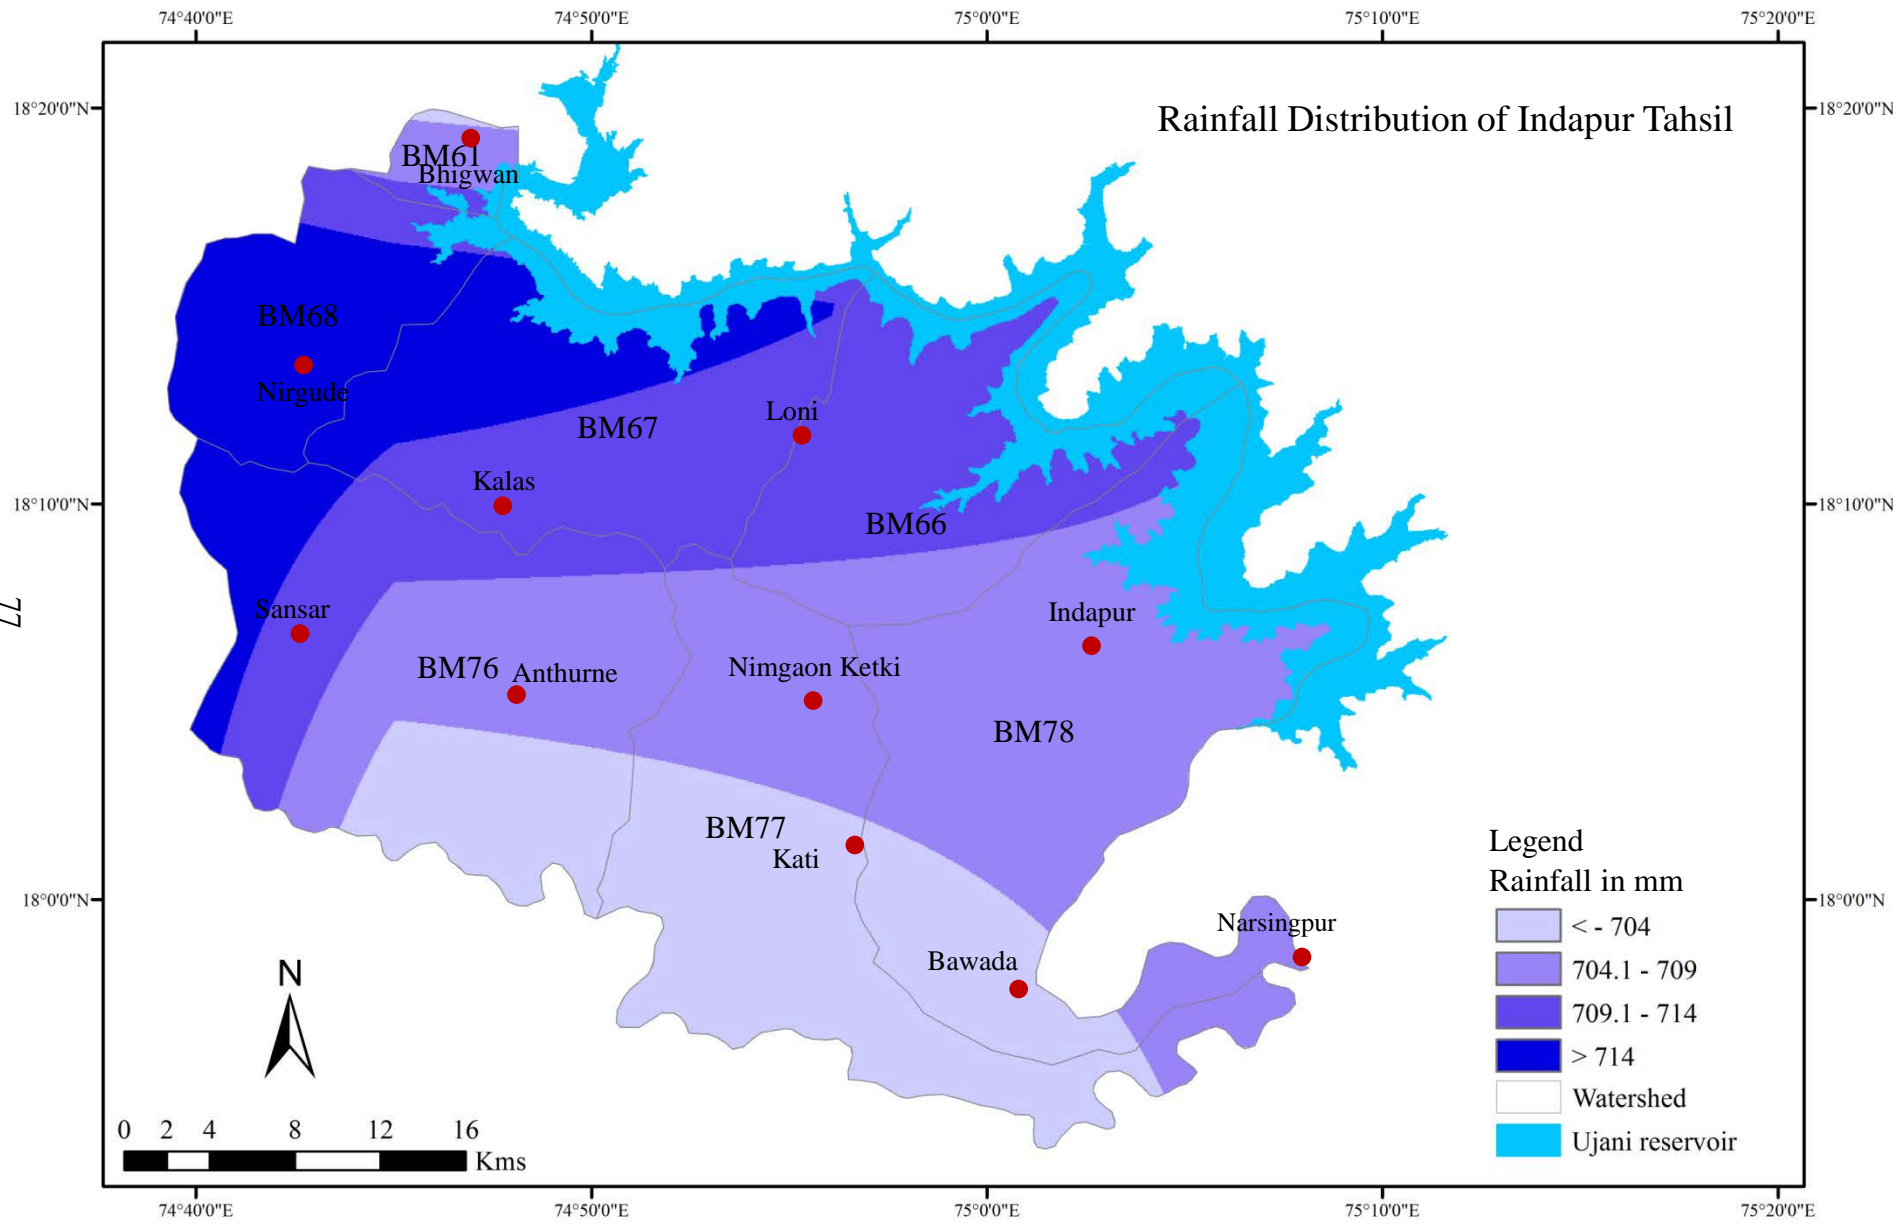 74°40'0"E 74°50'0"E 75°0'0"E 75°10'0"E 75°20'0"E
18°20'0"N 18°20'0"N
Rainfall Distribution of Indapur Tahsil
BM61
Bhigwan
BM68
Nirgude
BM67
Loni
Kalas
18°10'0"N 18°10'0"N
BM66
Sansar
Indapur
BM76
Anthurne
Nimgaon Ketki
BM78
BM77
Kati
18°0'0"N 18°0'0"N
Narsingpur
Bawada
Legend
Rainfall in mm
< - 704
704.1 - 709
709.1 - 714
> 714
Watershed
Ujani reservoir
N
0 2 4 8 12 16
Kms
74°40'0"E 74°50'0"E 75°0'0"E 75°10'0"E 75°20'0"E
77